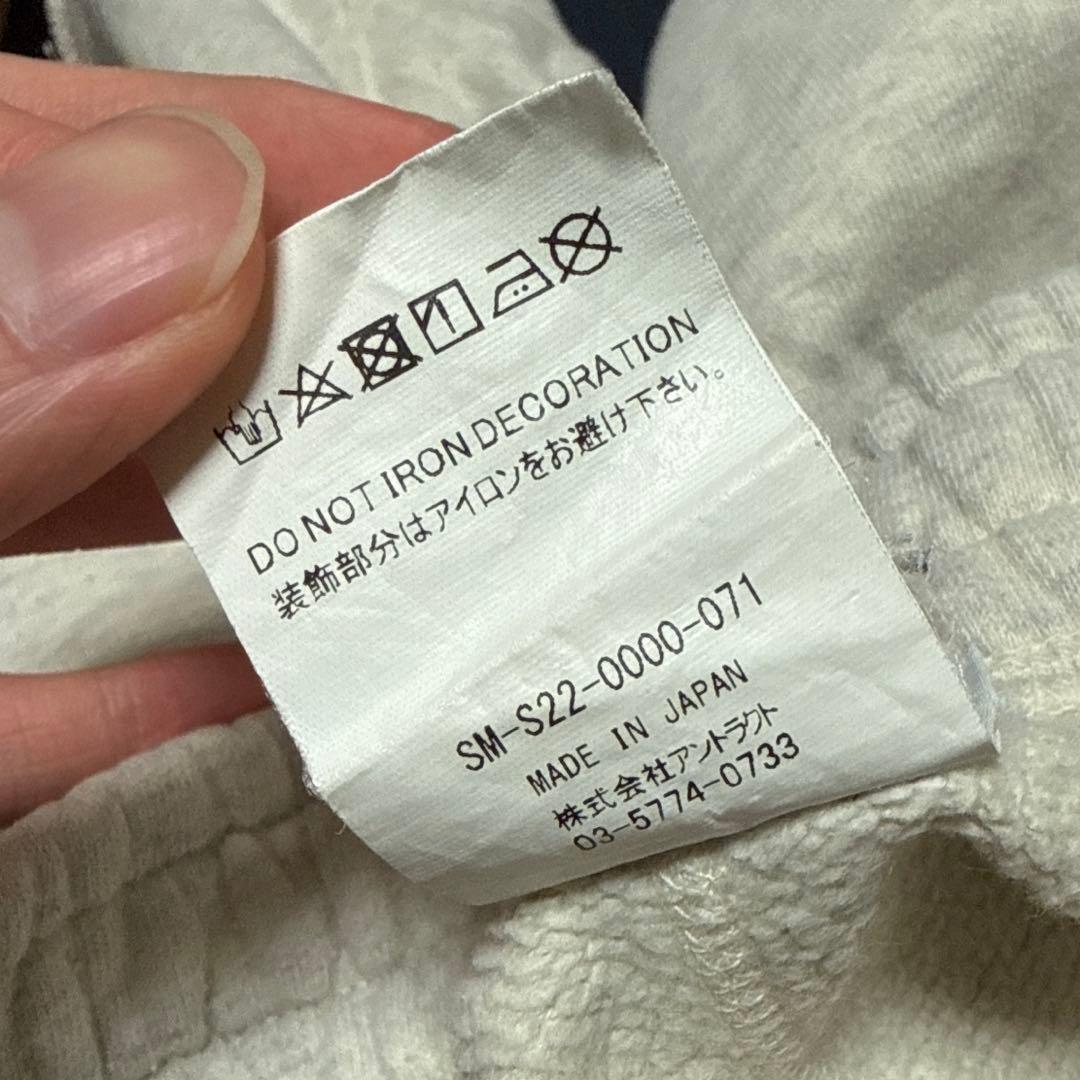 DO NOT IRON DECORATION
装飾部分はアイロンをお避け下さい。
SM-S22-0000-071
MADE IN JAPAN
株式会社アントラクト
03-5774-0733